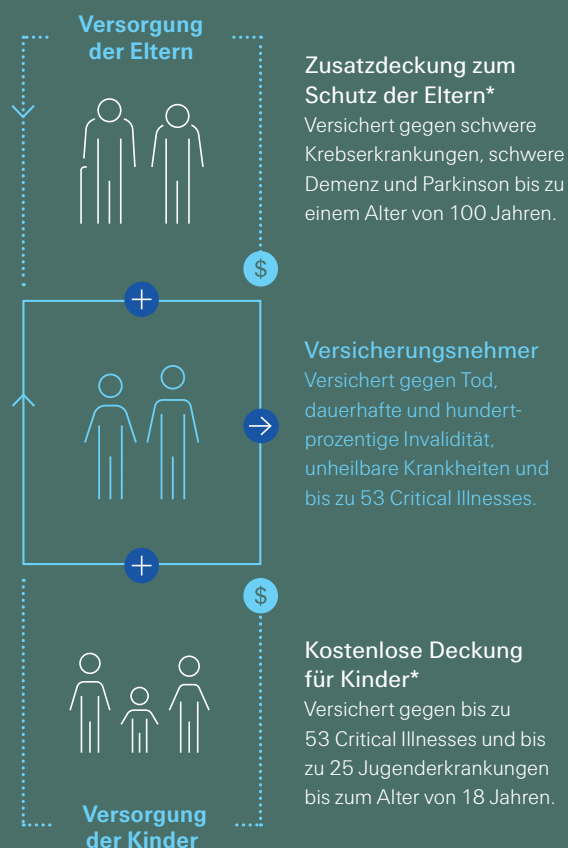 Versorgung
der Eltern
Zusatzdeckung zum
Schutz der Eltern*
Versichert gegen schwere
Krebserkrankungen, schwere
Demenz und Parkinson bis zu
einem Alter von 100 Jahren.
$
Versicherungsnehmer
Versichert gegen Tod,
dauerhafte und hundert-
prozentige Invalidität,
unheilbare Krankheiten und
bis zu 53 Critical Illnesses.
$
Kostenlose Deckung
für Kinder*
Versichert gegen bis zu
53 Critical Illnesses und bis
zu 25 Jugenderkrankungen
bis zum Alter von 18 Jahren.
Versorgung
der Kinder